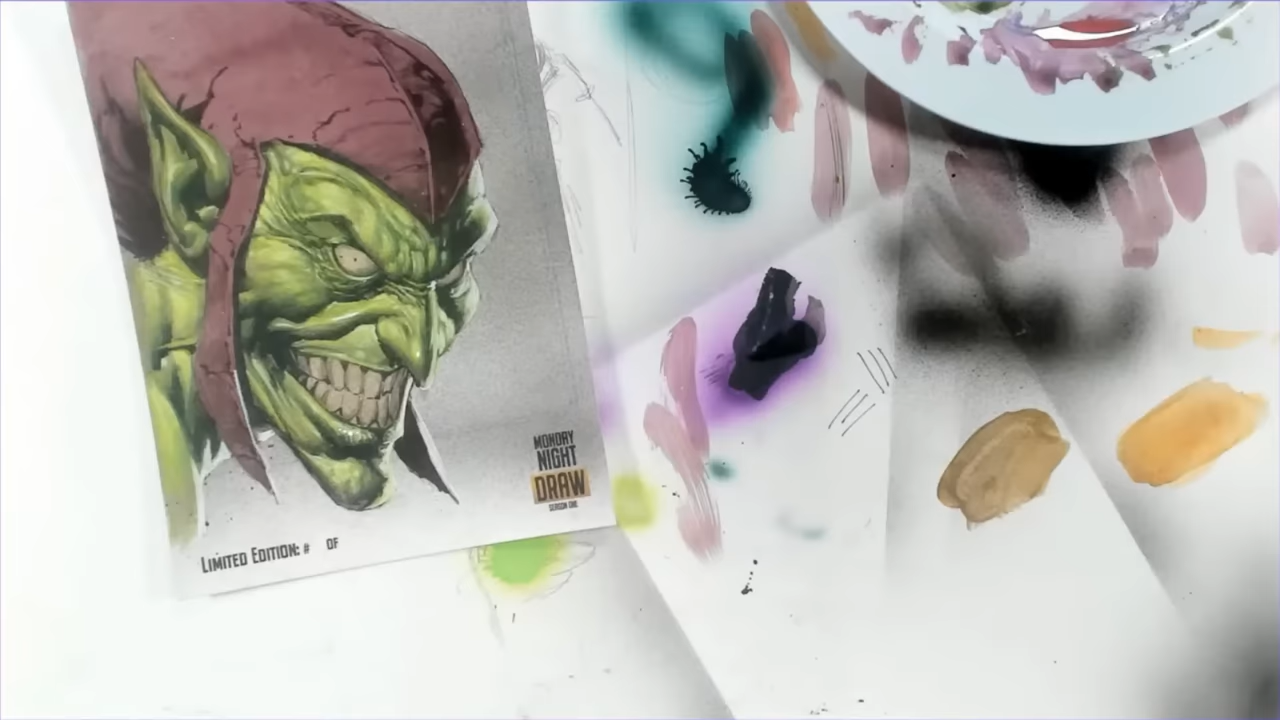 MONDAY
NIGHT
DRAW
SEASON ONE
LIMITED EDITION: # OF